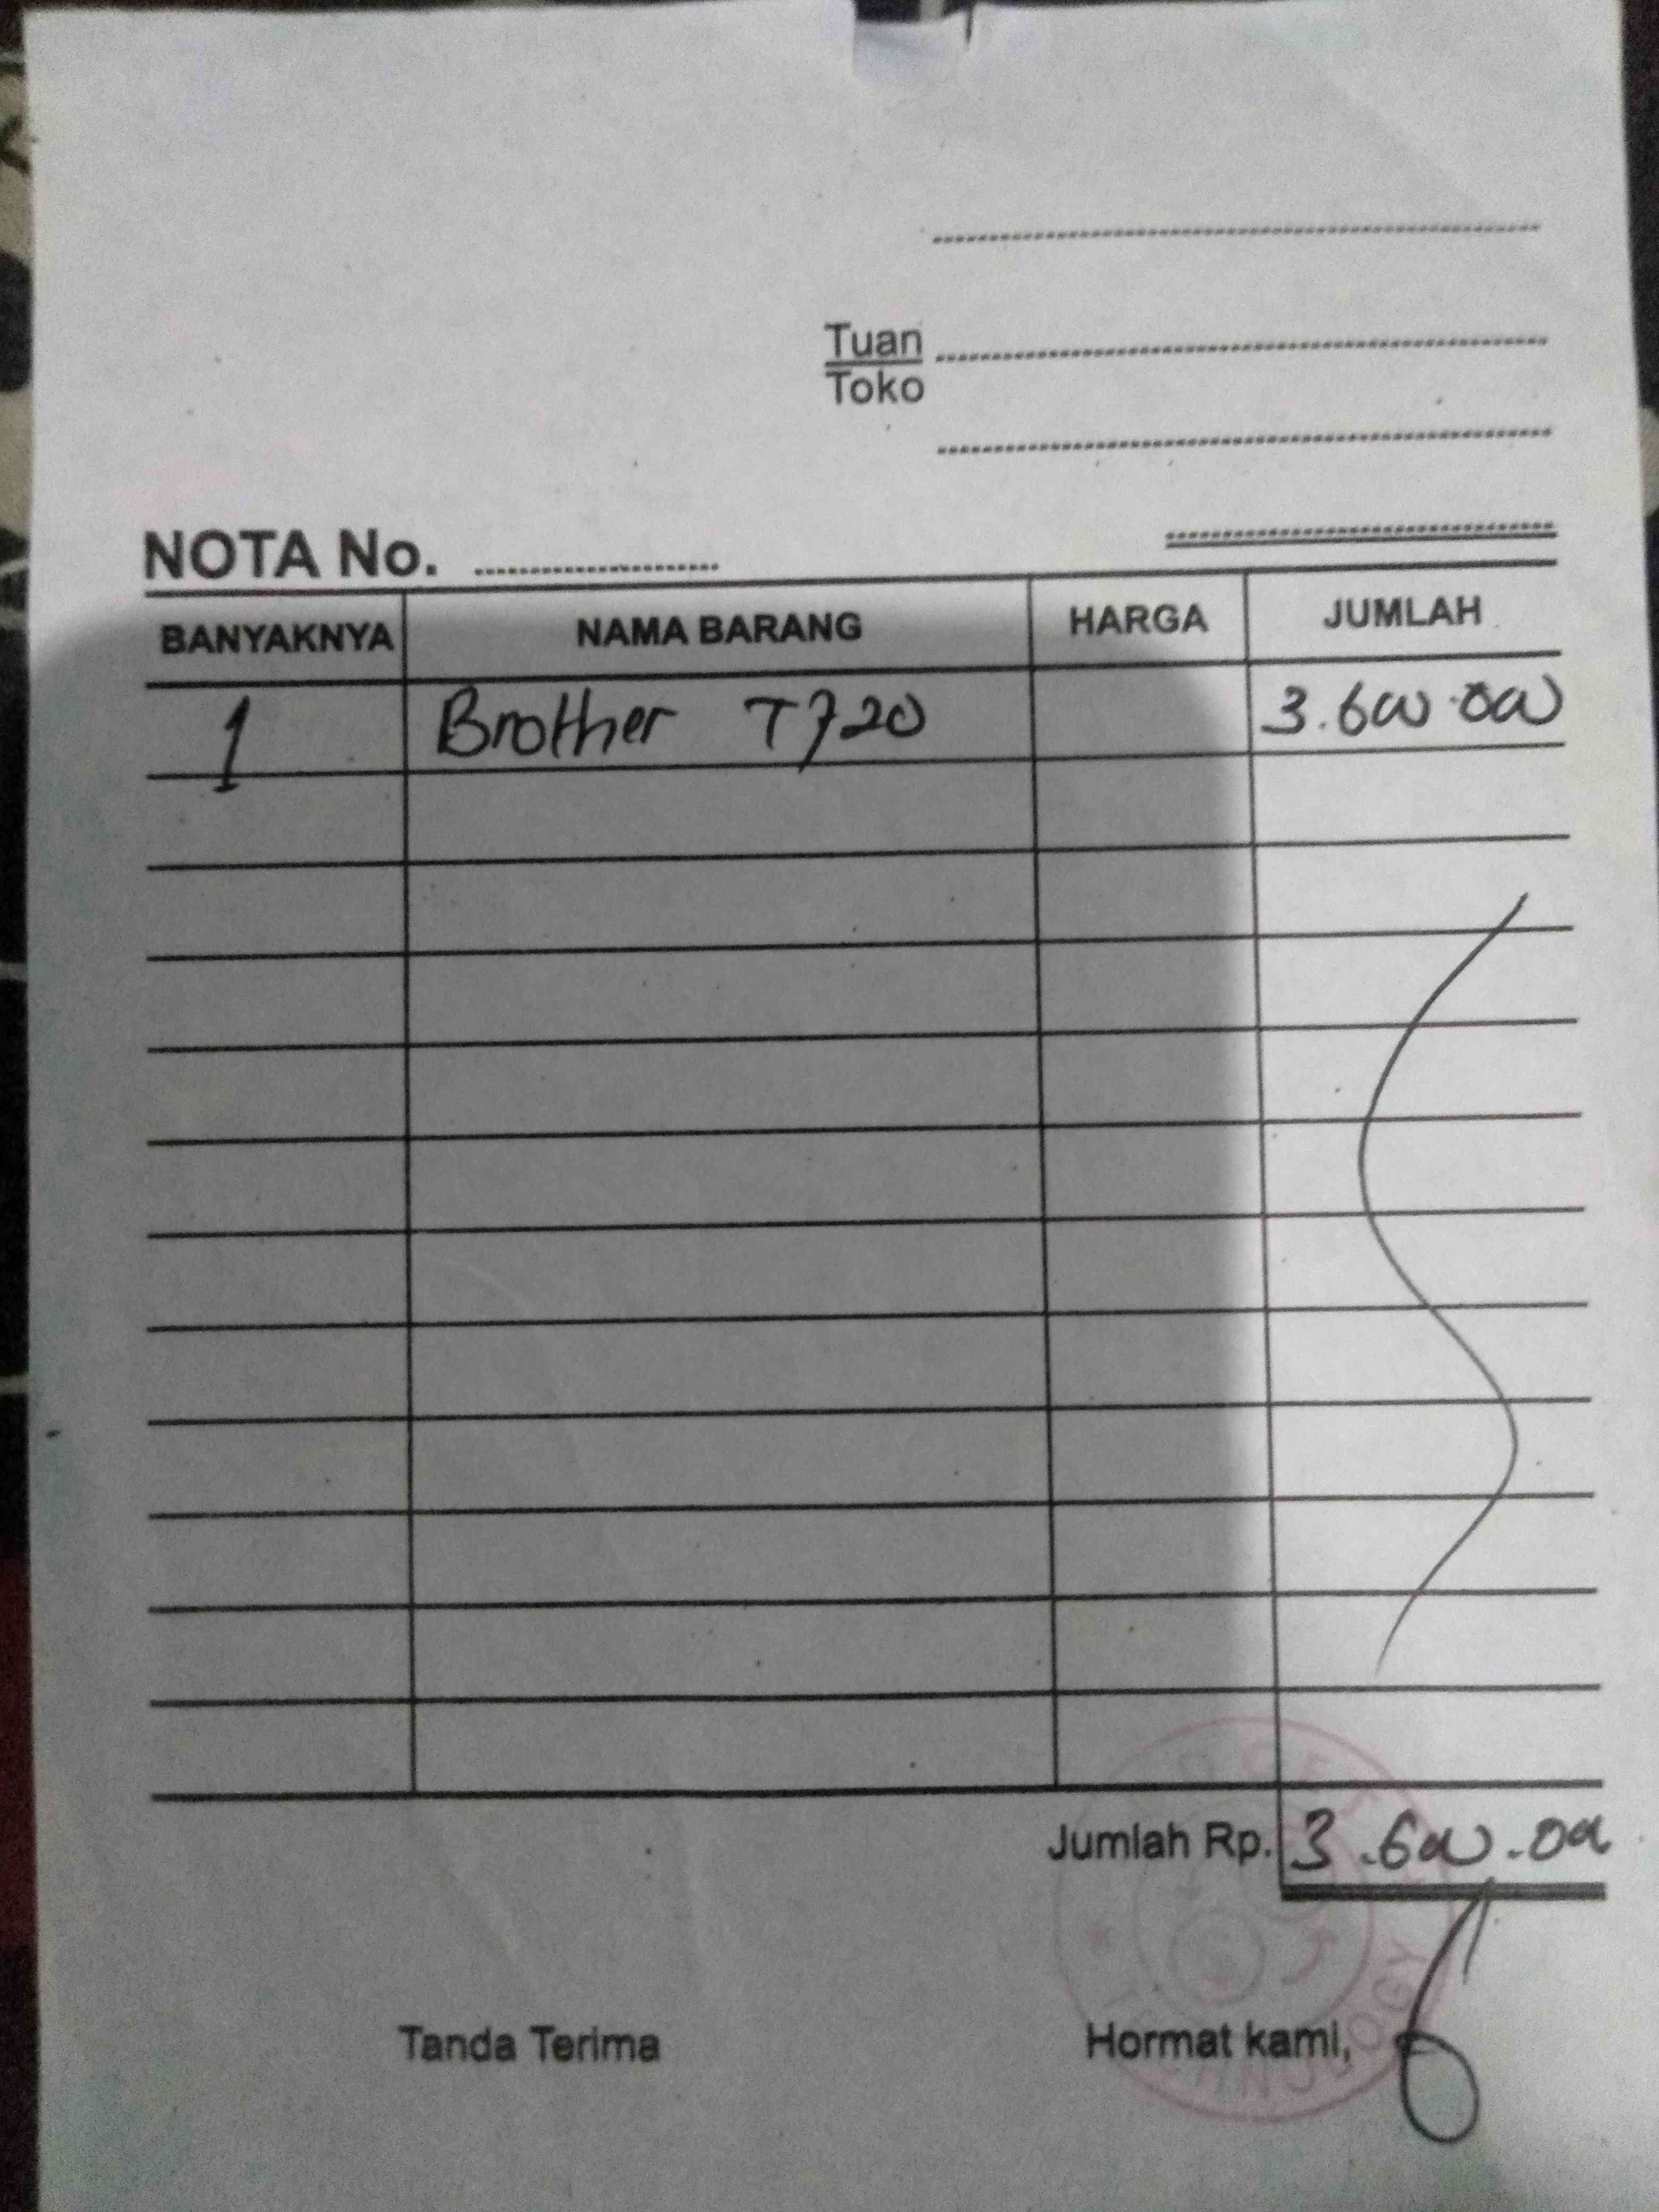 Tuan
Toko
NOTA No.
BANYAKNYA NAMA BARANG HARGA JUMLAH
1 Brother T720 3.600.000
Jumlah Rp. 3.600.000
Tanda Terima Hormat kami,